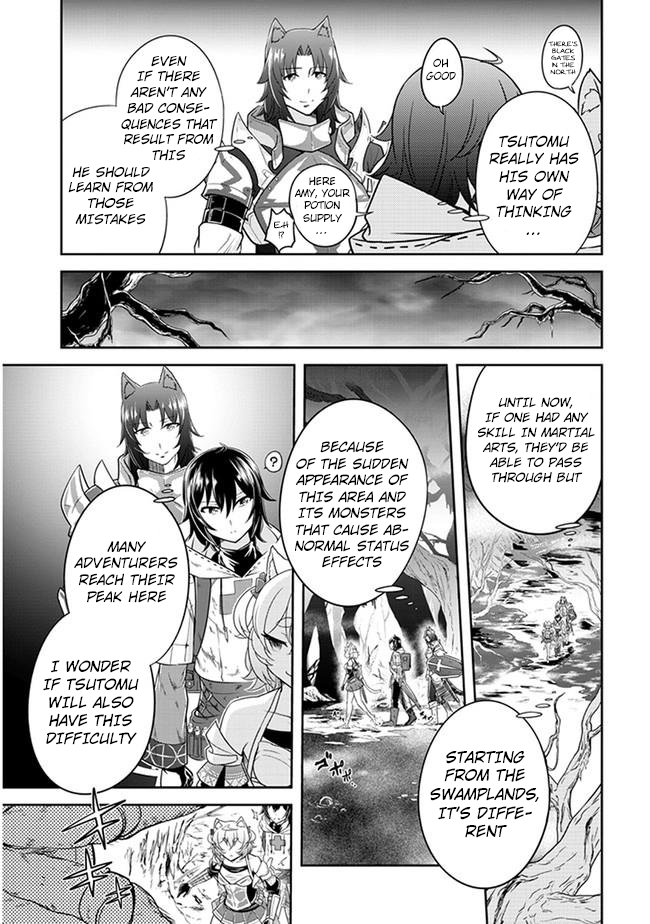 THERE'S
BLACK
GATES
IN THE
NORTH
OH
GOOD
TSUTOMU
REALLY HAS
HIS OWN
WAY OF
THINKING
...
HERE
AMY, YOUR
POTION
SUPPLY
...
EH
!?
EVEN
IF THERE
AREN'T ANY
BAD CONSE-
QUENCES THAT
RESULT FROM
THIS
HE SHOULD
LEARN FROM
THOSE
MISTAKES
UNTIL NOW,
IF ONE HAD ANY
SKILL IN MARTIAL
ARTS, THEY'D BE
ABLE TO PASS
THROUGH BUT
STARTING
FROM THE
SWAMPLANDS,
IT'S DIFFE-
RENT
BECAUSE
OF THE SUDDEN
APPEARANCE OF
THIS AREA AND
ITS MONSTERS
THAT CAUSE AB-
NORMAL STATUS
EFFECTS
?
MANY
ADVENTURERS
REACH THEIR
PEAK HERE
I WONDER
IF TSUTOMU
WILL ALSO
HAVE THIS
DIFFICULTY